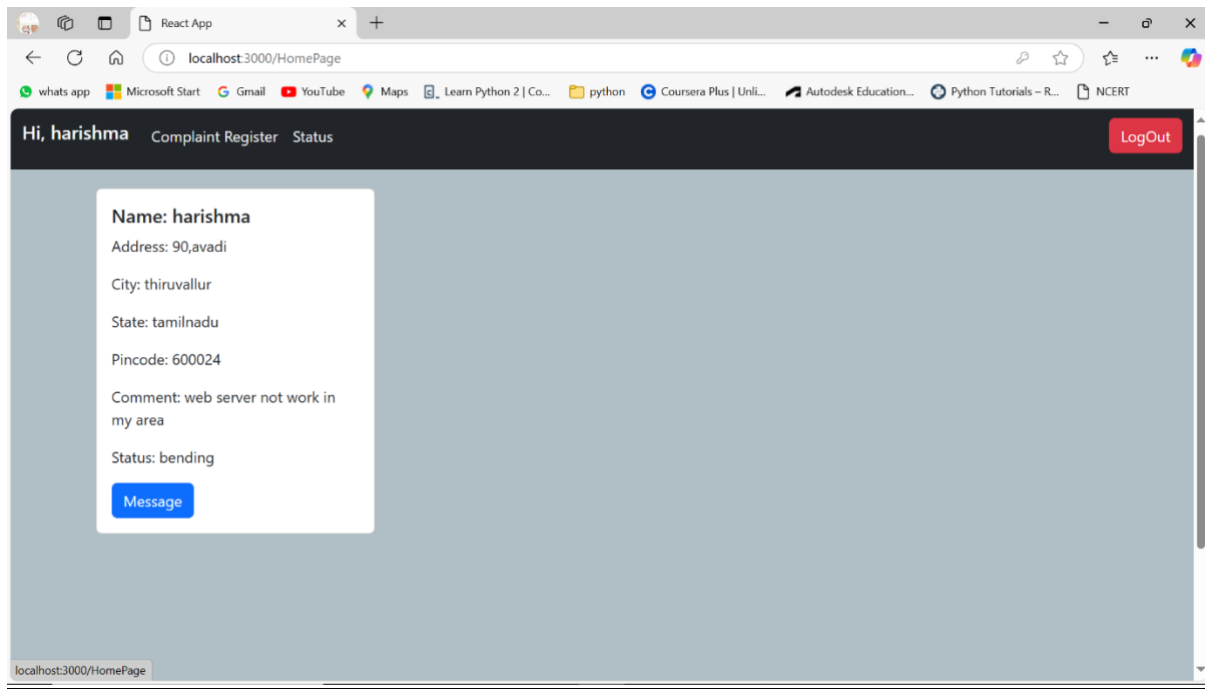 React App
localhost:3000/HomePage
whats app Microsoft Start Gmail YouTube Maps Learn Python 2 | Co... python Coursera Plus | Unli... Autodesk Education... Python Tutorials – R... NCERT
Hi, harishma Complaint Register Status LogOut
Name: harishma
Address: 90,avadi
City: thiruvallur
State: tamilnadu
Pincode: 600024
Comment: web server not work in
my area
Status: bending
Message
localhost:3000/HomePage